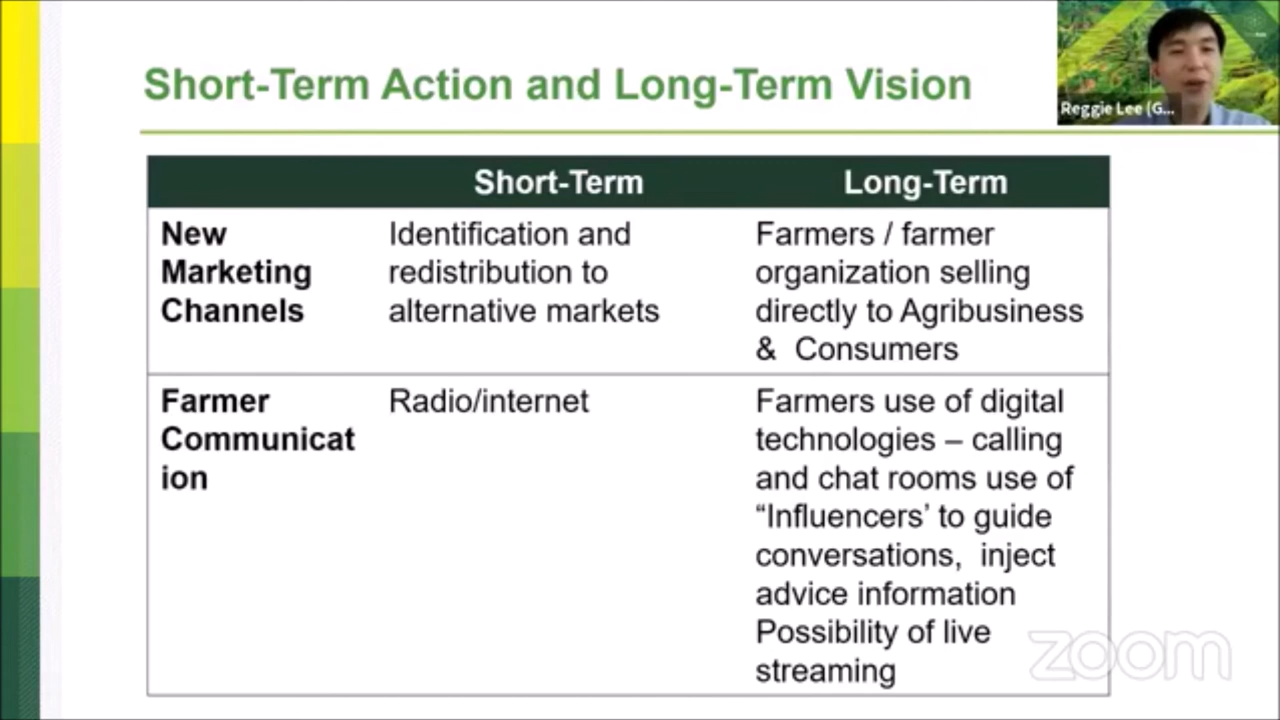 Short-Term Action and Long-Term Vision
Reggie Lee (G...
Short-Term
Long-Term
New
Marketing
Channels
Identification and
redistribution to
alternative markets
Farmers / farmer
organization selling
directly to Agribusiness
&  Consumers
Farmer
Communicat
ion
Radio/internet
Farmers use of digital
technologies – calling
and chat rooms use of
“Influencers’ to guide
conversations,  inject
advice information
Possibility of live
streaming
zoom